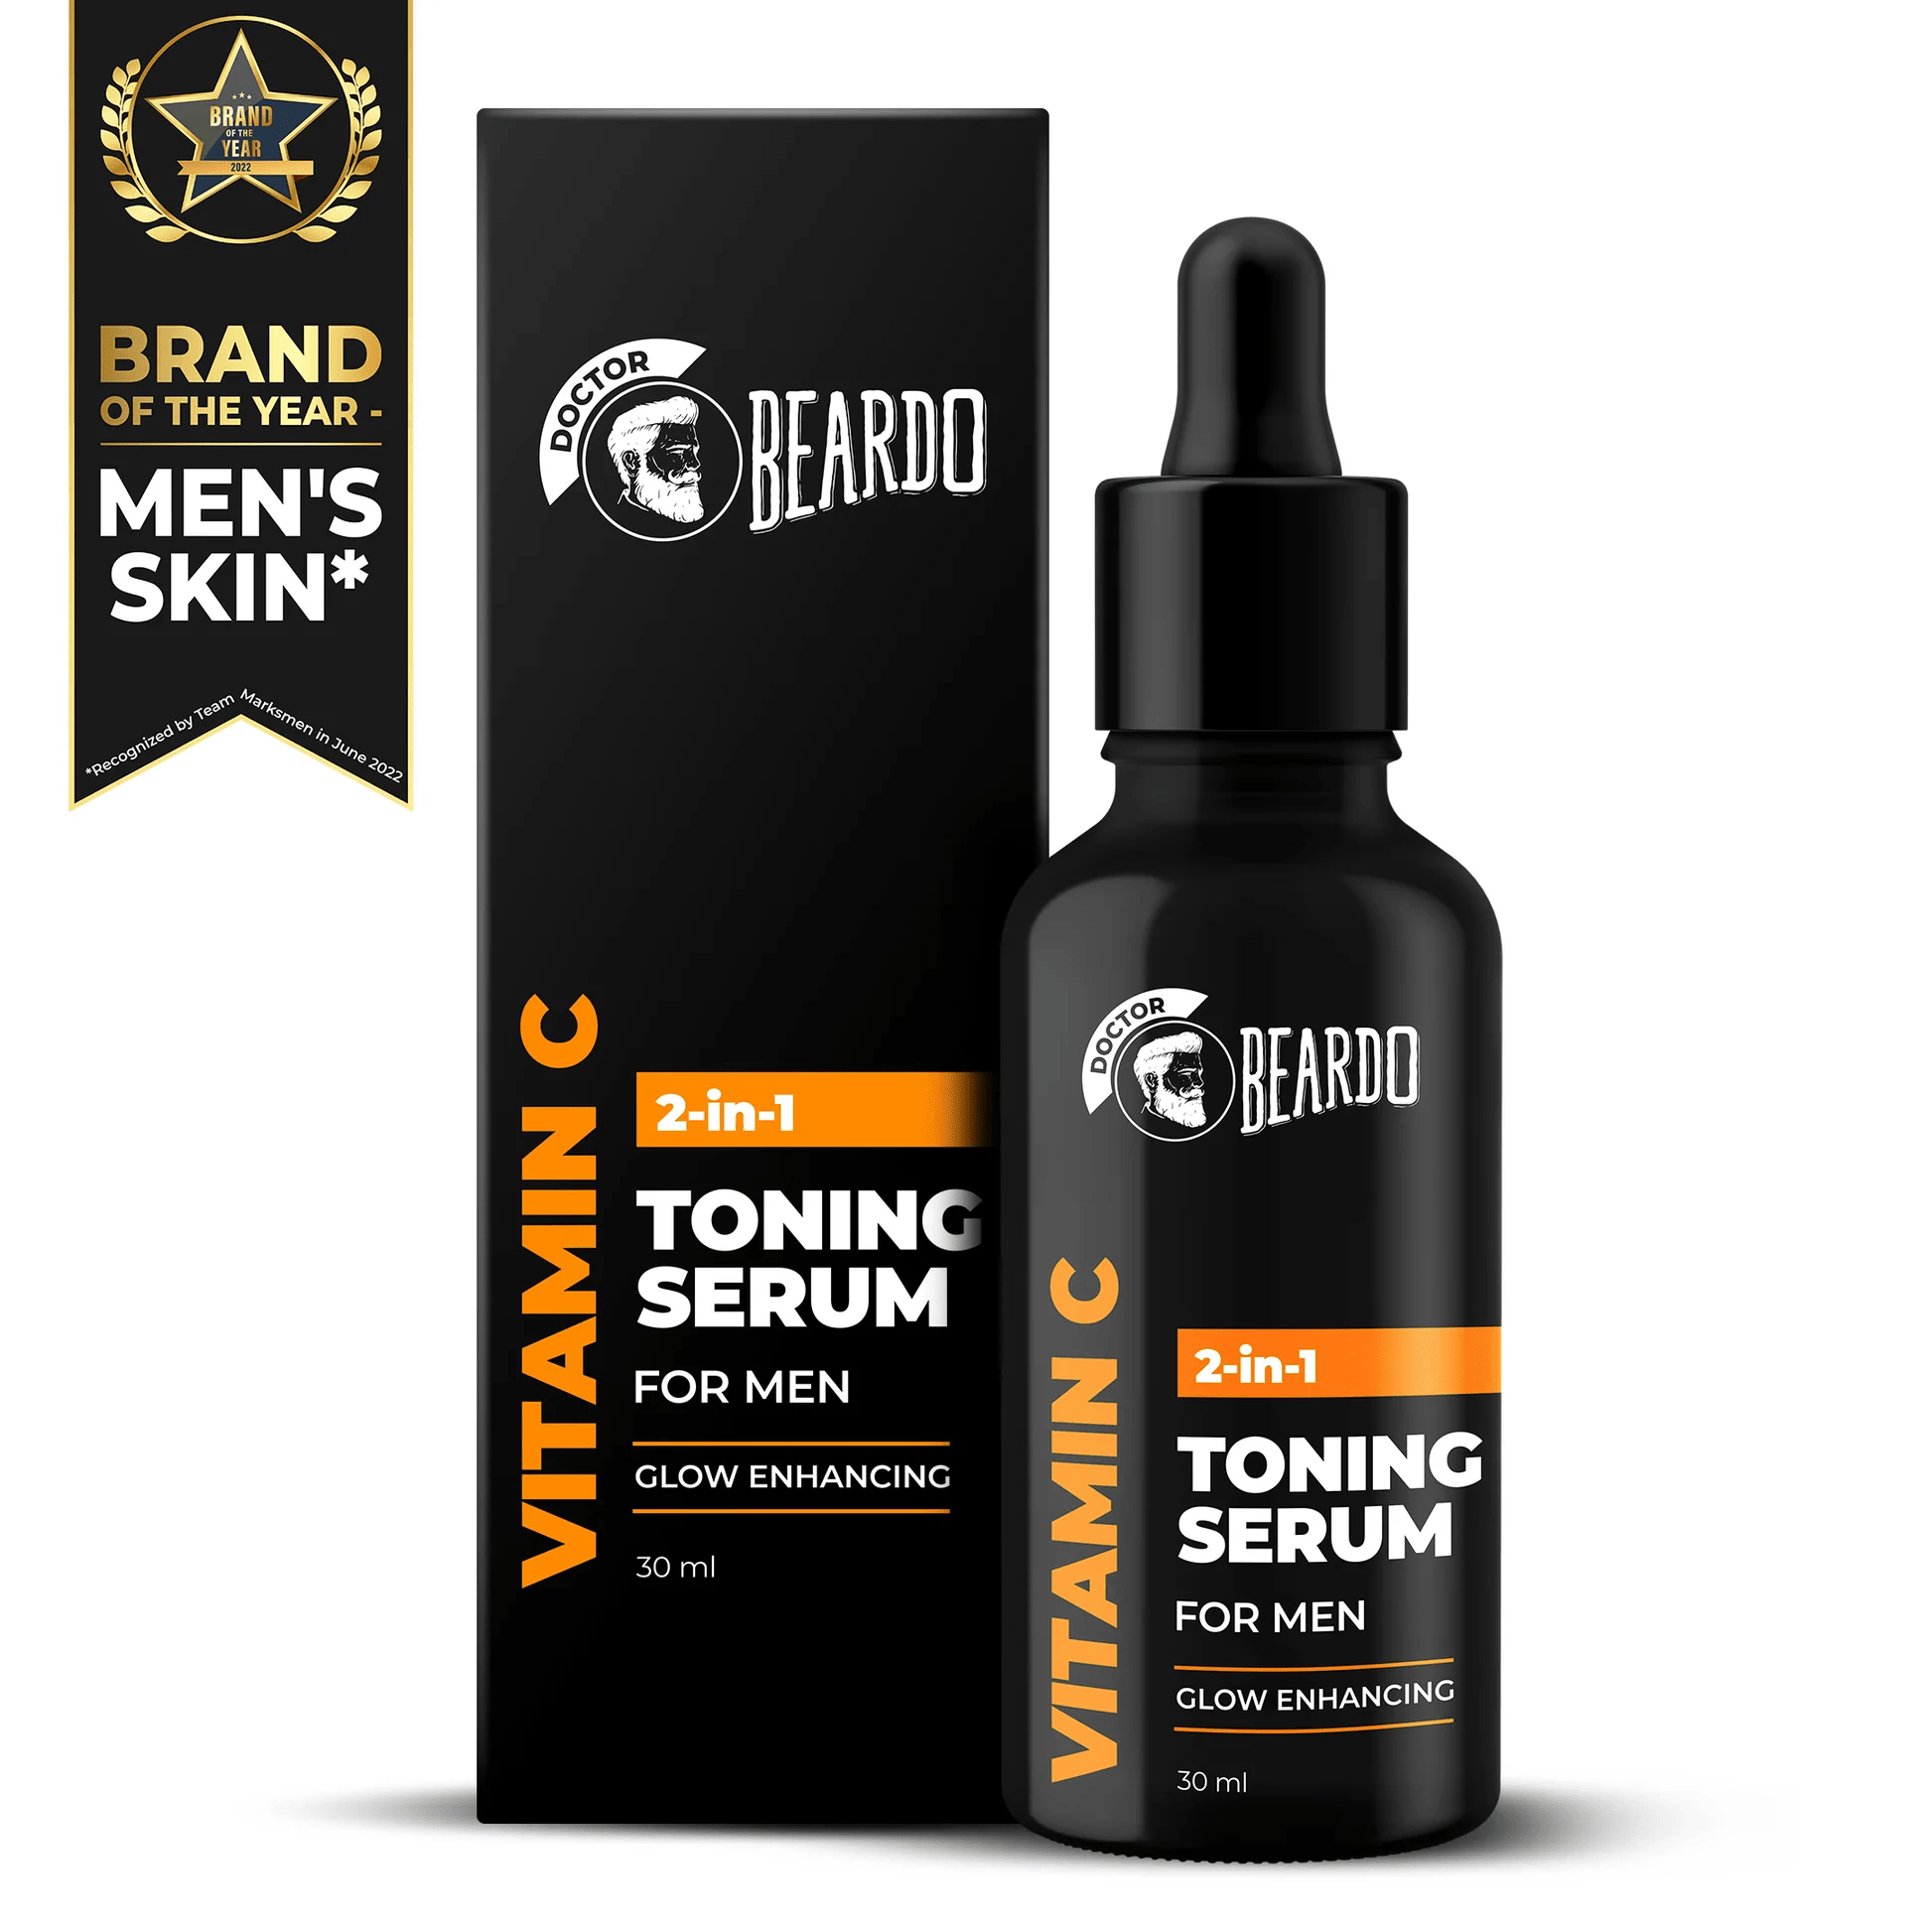 BRAND
OF THE
YEAR
2022
BRAND
OF THE YEAR -
MEN'S
SKIN*
*Recognized by Team Marksmen in June 2022
DOCTOR
BEARDO
VITAMIN C
2-in-1
TONING
SERUM
FOR MEN
GLOW ENHANCING
30 ml
DOCTOR
BEARDO
VITAMIN C
2-in-1
TONING
SERUM
FOR MEN
GLOW ENHANCING
30 ml